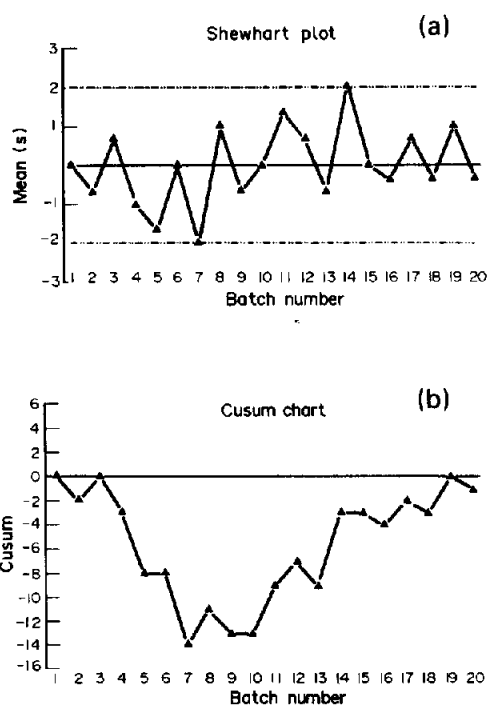 (a)
Shewhart plot
3
2
1
-1
-2
-3
Mean (s)
1 2 3 4 5 6 7 8 9 10 11 12 13 14 15 16 17 18 19 20
Batch number
(b)
Cusum chart
6
4
2
0
-2
-4
-6
-8
-10
-12
-14
-16
Cusum
1 2 3 4 5 6 7 8 9 10 11 12 13 14 15 16 17 18 19 20
Batch number